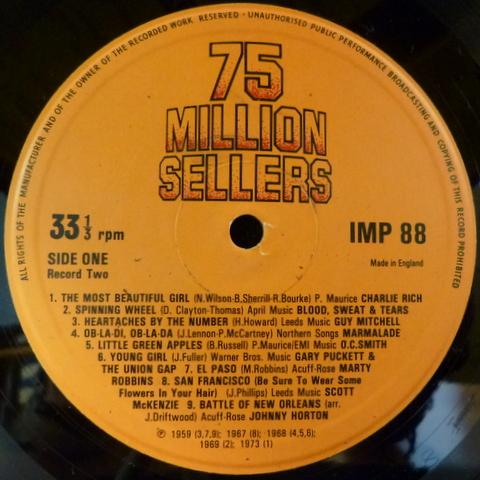 ALL RIGHTS OF THE MANUFACTURER AND OF THE OWNER OF THE RECORDED WORK RESERVED - UNAUTHORISED PUBLIC PERFORMANCE BROADCASTING AND COPYING OF THIS RECORD PROHIBITED
75
MILLION
SELLERS
33 1/3 rpm
IMP 88
SIDE ONE
Record Two
Made in England
1. THE MOST BEAUTIFUL GIRL (N.Wilson-B.Sherrill-R.Bourke) P. Maurice CHARLIE RICH
2. SPINNING WHEEL (D. Clayton-Thomas) April Music BLOOD, SWEAT & TEARS
3. HEARTACHES BY THE NUMBER (H.Howard) Leeds Music GUY MITCHELL
4. OB-LA-DI, OB-LA-DA (J.Lennon-P.McCartney) Northern Songs MARMALADE
5. LITTLE GREEN APPLES (B.Russell) P.Maurice/EMI Music O.C.SMITH
6. YOUNG GIRL (J.Fuller) Warner Bros. Music GARY PUCKETT &
THE UNION GAP 7. EL PASO (M.Robbins) Acuff-Rose MARTY
ROBBINS 8. SAN FRANCISCO (Be Sure To Wear Some
Flowers In Your Hair) (J.Phillips) Leeds Music SCOTT
McKENZIE 9. BATTLE OF NEW ORLEANS (arr.
J.Driftwood) Acuff-Rose JOHNNY HORTON
℗ 1959 (3,7,9); 1967 (8); 1968 (4,5,6);
1969 (2); 1973 (1)